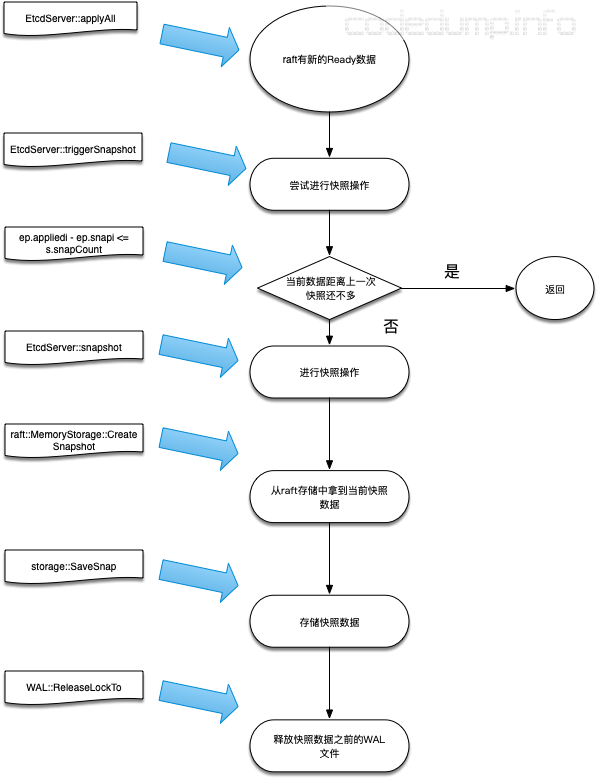 EtcdServer::applyAll
codedump.info
raft有新的Ready数据
EtcdServer::triggerSnapshot
尝试进行快照操作
ep.appliedi - ep.snapi <=
s.snapCount
当前数据距离上一次
快照还不多
是
返回
否
EtcdServer::snapshot
进行快照操作
raft::MemoryStorage::Create
Snapshot
从raft存储中拿到当前快照
数据
storage::SaveSnap
存储快照数据
WAL::ReleaseLockTo
释放快照数据之前的WAL
文件